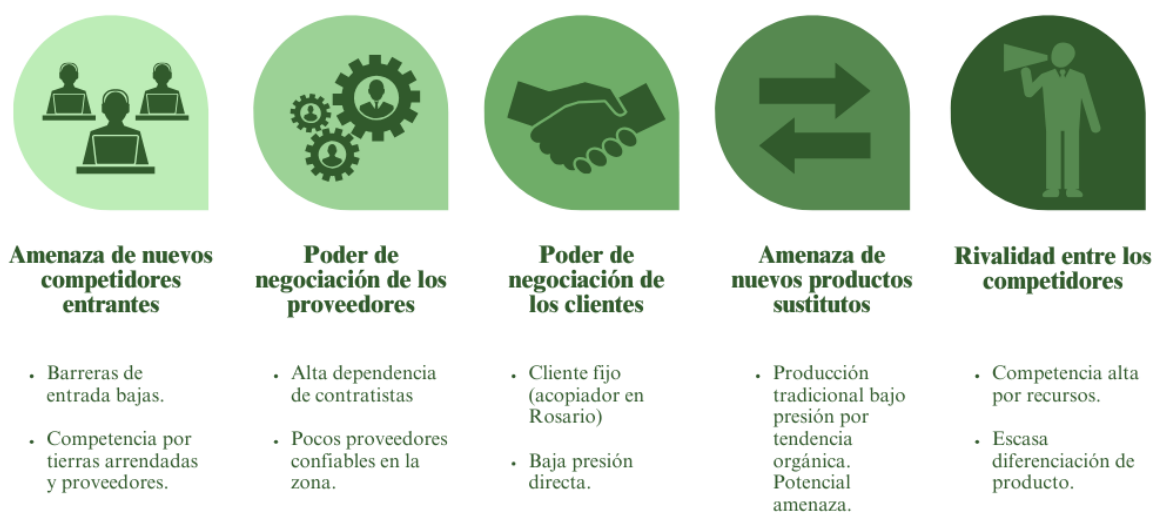 Amenaza de nuevos
competidores
entrantes
• Barreras de
entrada bajas.
• Competencia por
tierras arrendadas
y proveedores.
Poder de
negociación de los
proveedores
• Alta dependencia
de contratistas
• Pocos proveedores
confiables en la
zona.
Poder de
negociación de
los clientes
• Cliente fijo
(acopiador en
Rosario)
• Baja presión
directa.
Amenaza de
nuevos productos
sustitutos
• Producción
tradicional bajo
presión por
tendencia
orgánica.
Potencial
amenaza.
Rivalidad entre los
competidores
• Competencia alta
por recursos.
• Escasa
diferenciación de
producto.